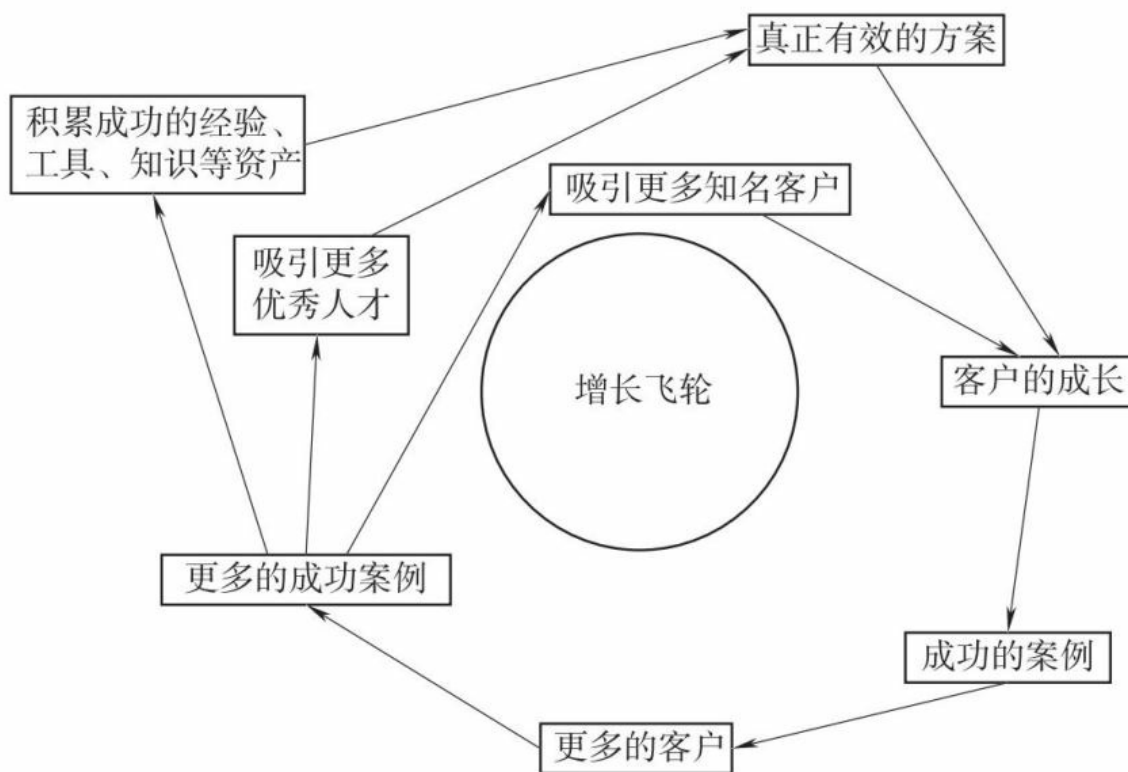 真正有效的方案
积累成功的经验、
工具、知识等资产
吸引更多知名客户
吸引更多
优秀人才
增长飞轮
客户的成长
更多的成功案例
成功的案例
更多的客户